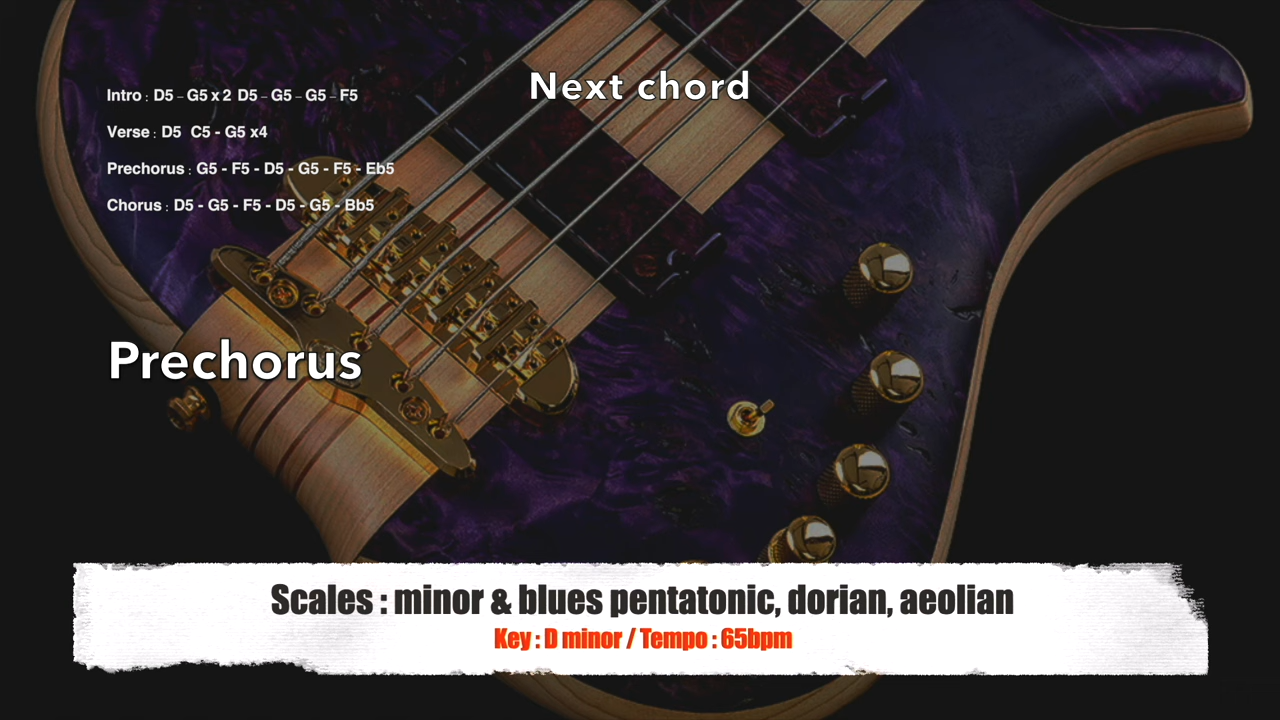 Next chord
Intro : D5 – G5 x 2 D5 – G5 – G5 – F5
Verse : D5 C5 - G5 x4
Prechorus : G5 - F5 - D5 - G5 - F5 - Eb5
Chorus : D5 - G5 - F5 - D5 - G5 - Bb5
Prechorus
Scales : minor & blues pentatonic, dorian, aeolian
Key : D minor / Tempo : 65bpm